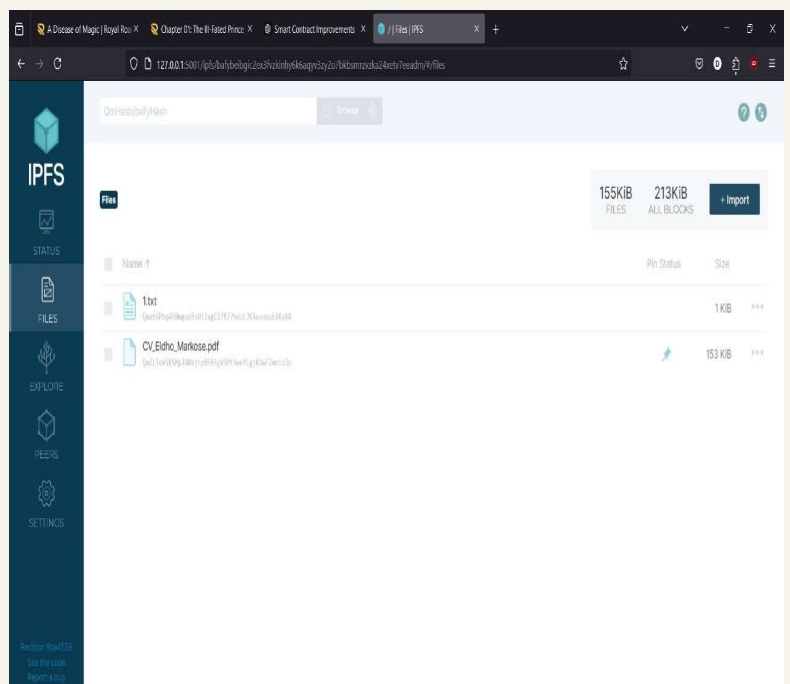 A Disease of Magic | Royal Roa
Chapter 01: The Ill-Fated Prince
Smart Contract Improvements
/ | Files | IPFS
127.0.0.1:5001/ipfs/
/#/files
QmHash/bafyHash
Browse
IPFS
STATUS
FILES
EXPLORE
PEERS
SETTINGS
Files
155KiB
FILES
213KiB
ALL BLOCKS
+ Import
Name ↑
Pin Status
Size
1.txt
1 KiB
CV_Eldho_Markose.pdf
153 KiB
See the code
Report a bug